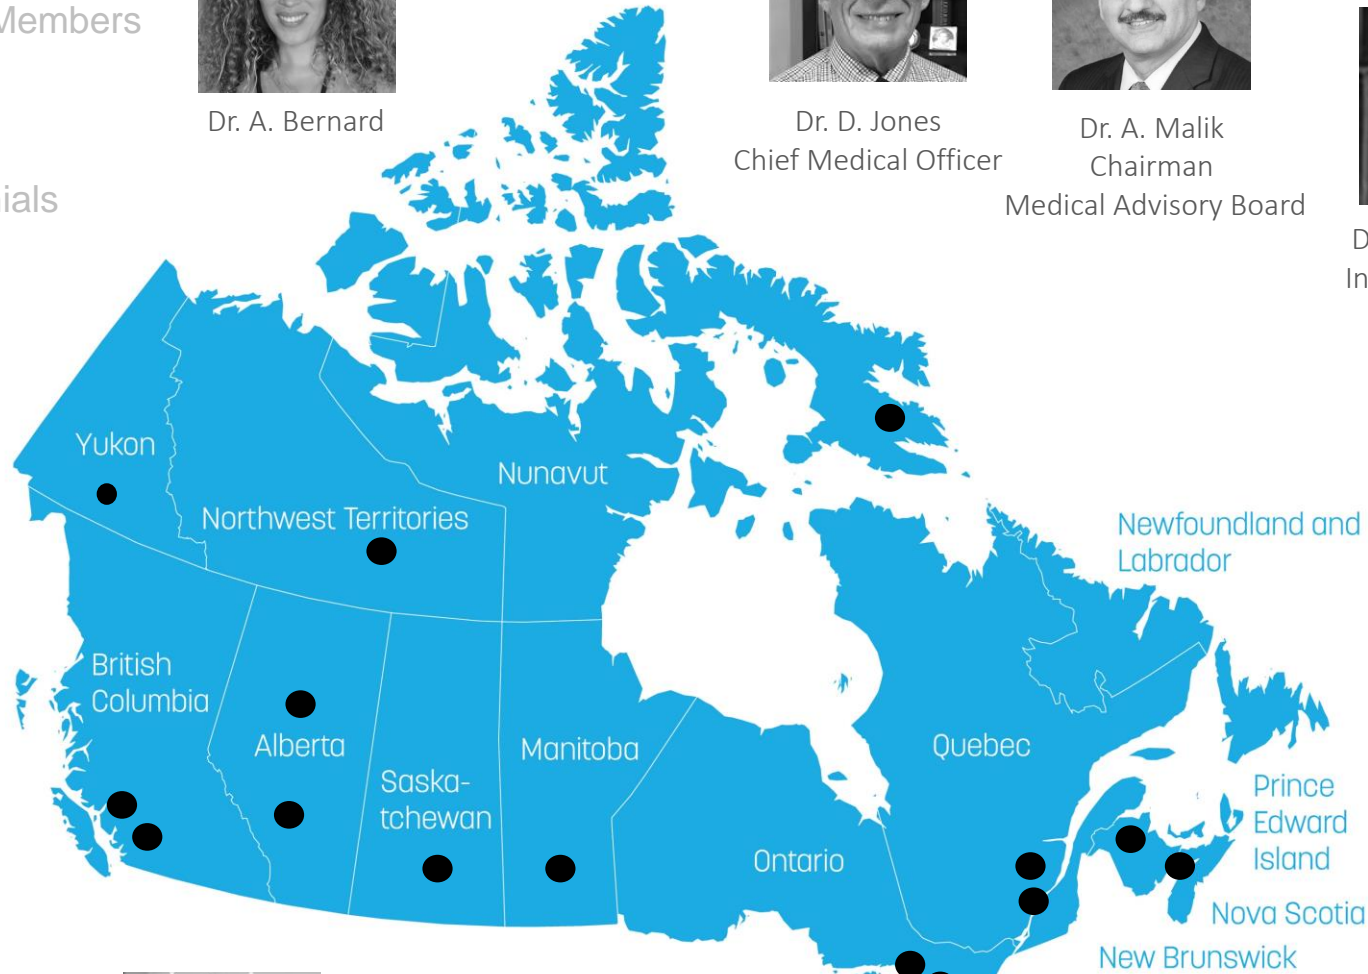 Members
Dr. A. Bernard
Dr. D. Jones
Chief Medical Officer
Dr. A. Malik
Chairman
Medical Advisory Board
Yukon
Northwest Territories
Nunavut
Newfoundland and
Labrador
British
Columbia
Alberta
Saska-
tchewan
Manitoba
Ontario
Quebec
Prince
Edward
Island
Nova Scotia
New Brunswick